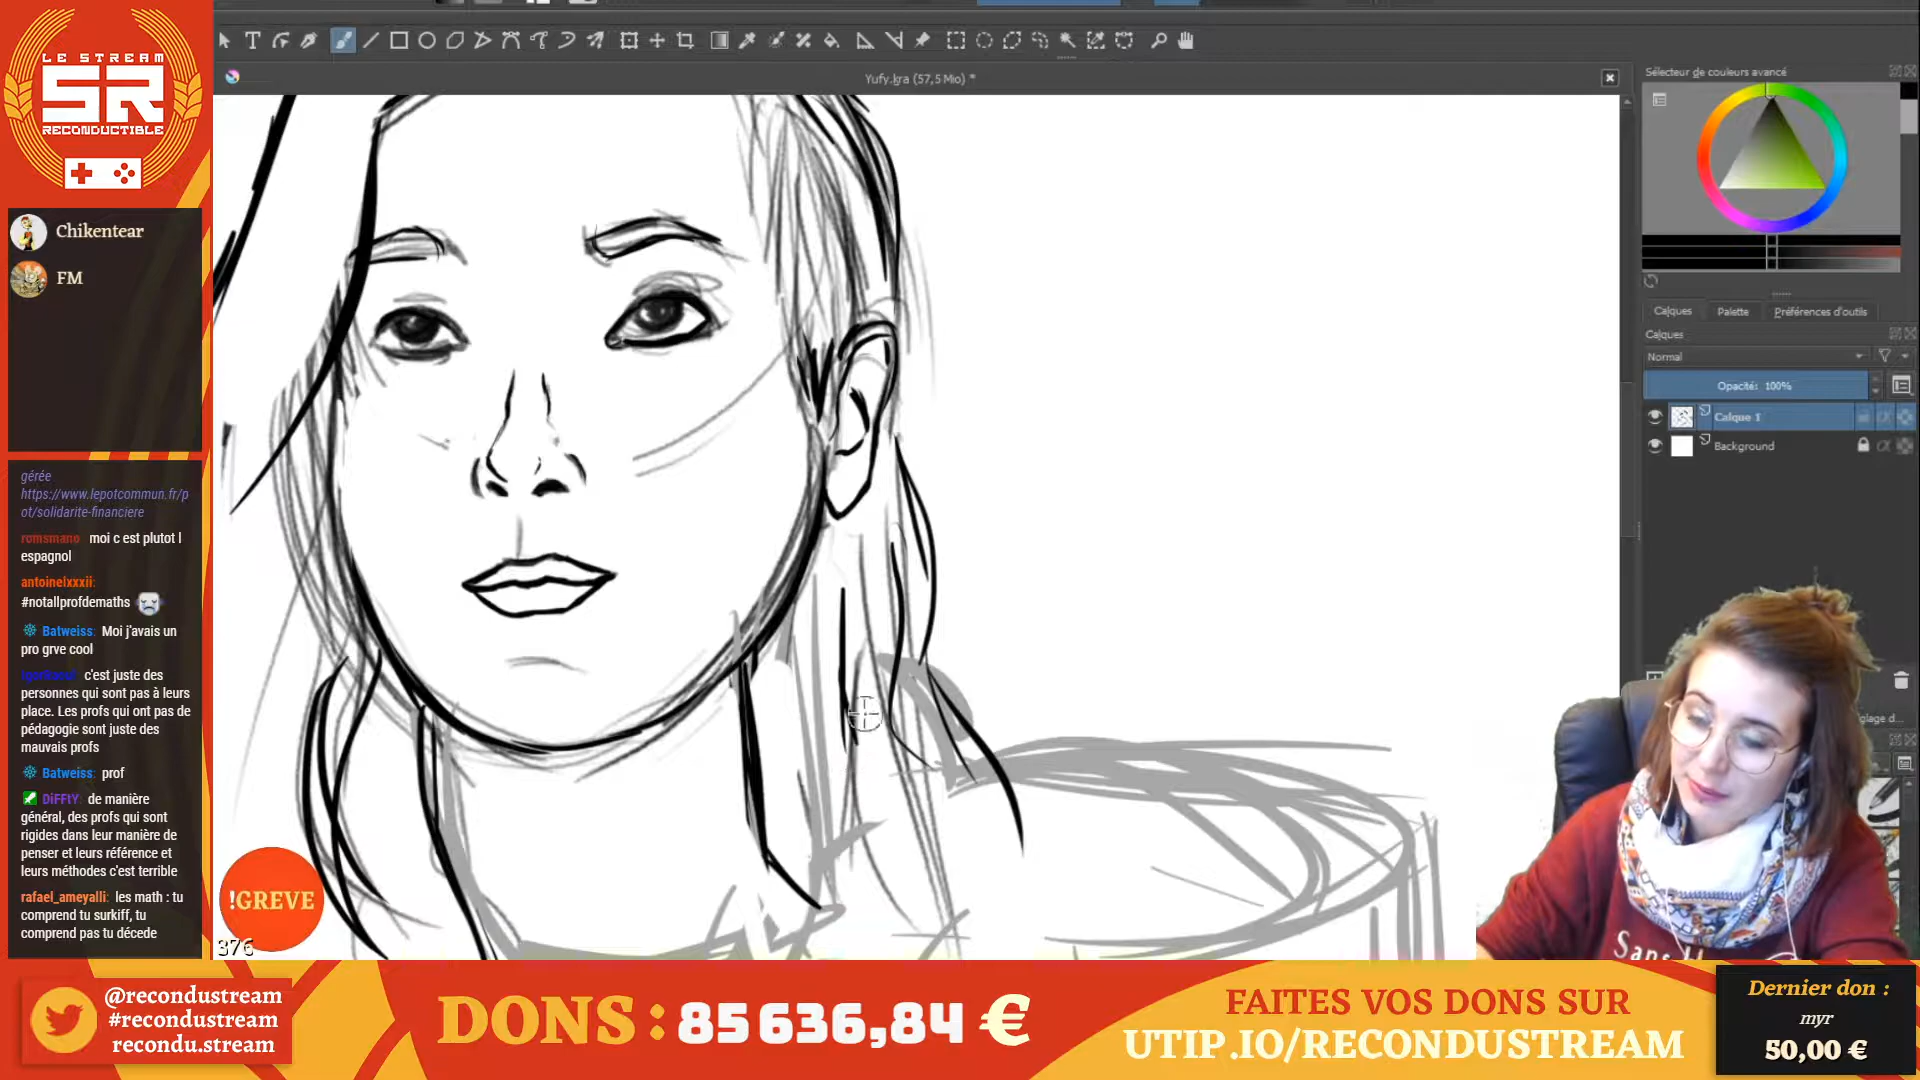 LE STREAM
SR
RECONDUCTIBLE
Chikentear
FM
gérée
https://www.lepotcommun.fr/p
ot/solidarite-financiere
romsmano moi c est plutot l
espagnol
antoinelxxxii:
#notallprofdemaths
Batweiss: Moi j'avais un
pro grve cool
c'est juste des
personnes qui sont pas à leurs
place. Les profs qui ont pas de
pédagogie sont juste des
mauvais profs
Batweiss: prof
DiFFtY: de manière
général, des profs qui sont
rigides dans leur manière de
penser et leurs référence et
leurs méthodes c'est terrible
rafael_ameyalli: les math : tu
comprend tu surkiff, tu
comprend pas tu décede
Yufy.kra (57,5 Mio) *
Sélecteur de couleurs avancé
Calques
Palette
Préférences d'outils
Calques
Normal
Opacité: 100%
Calque 1
Background
glage d...
Sans
!GREVE
376
@recondustream
#recondustream
recondu.stream
DONS : 85 636,84 €
FAITES VOS DONS SUR
UTIP.IO/RECONDUSTREAM
Dernier don :
myr
50,00 €